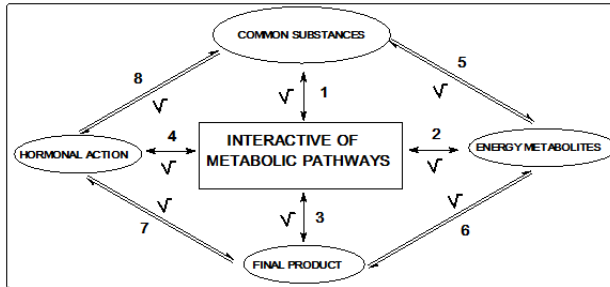 COMMON SUBSTANCES
8
5
√
√
1
√
4
2
HORMONAL ACTION
√
INTERACTIVE OF
METABOLIC PATHWAYS
√
ENERGY METABOLITES
√
3
√
√
7
6
FINAL PRODUCT